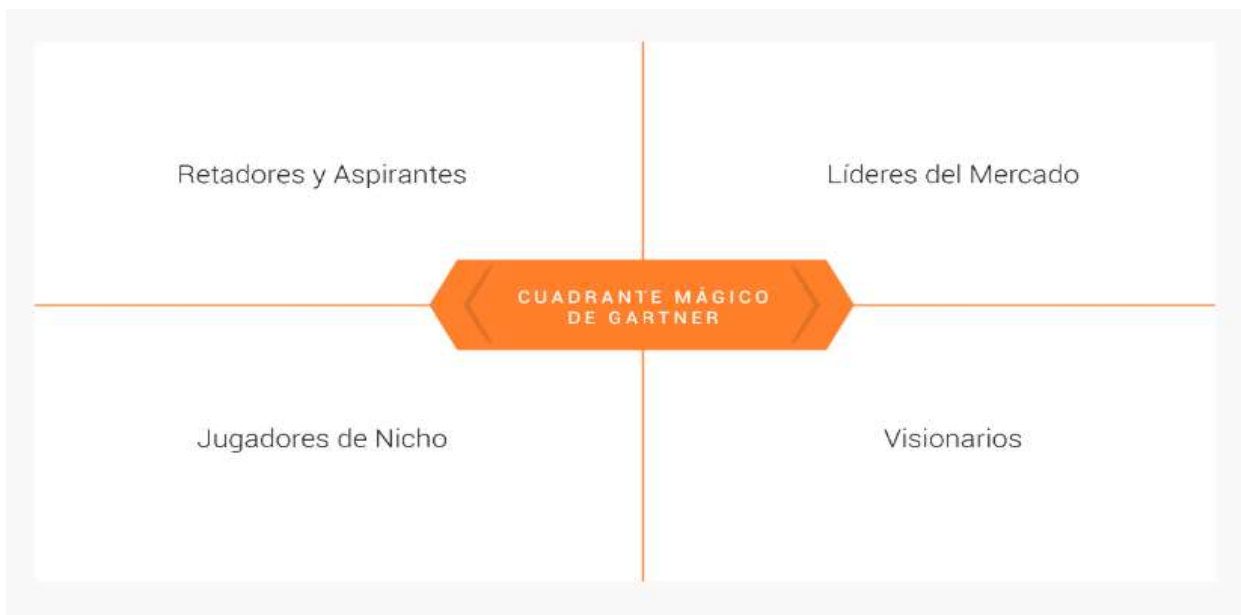 Retadores y Aspirantes
Líderes del Mercado
CUADRANTE MÁGICO
DE GARTNER
Jugadores de Nicho
Visionarios